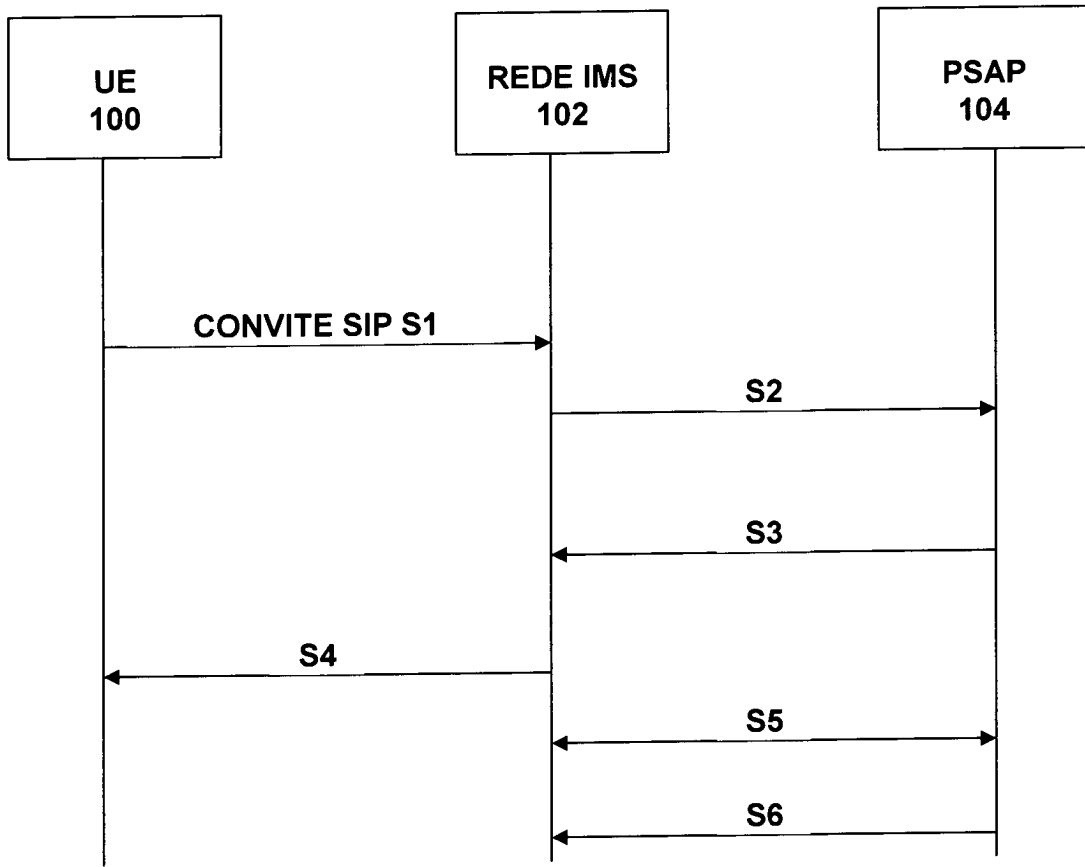 UE
100
REDE IMS
102
PSAP
104
CONVITE SIP S1
S2
S3
S4
S5
S6